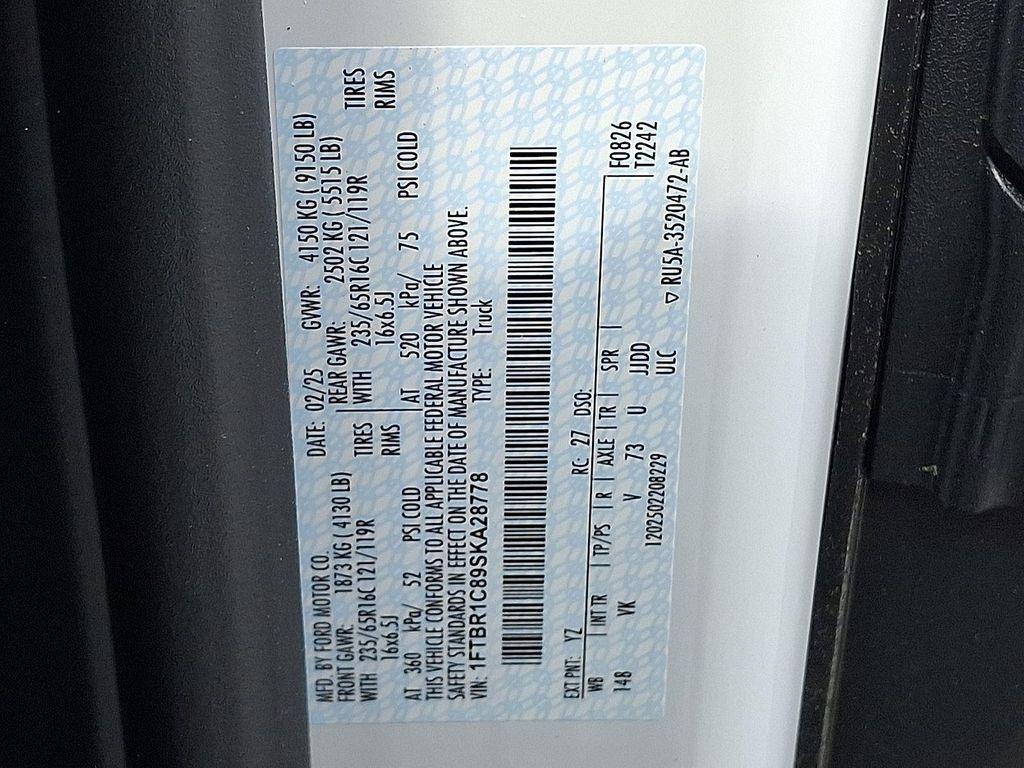 MFD. BY FORD MOTOR CO. DATE: 02/25 GVWR: 4150 KG ( 9150 LB)
FRONT GAWR: 1873 KG ( 4130 LB) REAR GAWR: 2502 KG ( 5515 LB)
WITH 235/65R16C 121/119R TIRES WITH 235/65R16C 121/119R TIRES
16x6.5J RIMS 16x6.5J RIMS
AT 360 kPa/ 52 PSI COLD AT 520 kPa/ 75 PSI COLD
THIS VEHICLE CONFORMS TO ALL APPLICABLE FEDERAL MOTOR VEHICLE
SAFETY STANDARDS IN EFFECT ON THE DATE OF MANUFACTURE SHOWN ABOVE.
VIN: 1FTBR1C89SKA28778 TYPE: Truck
EXT PNT: YZ RC: 27 DSO:
WB INT TR TP/PS R AXLE TR SPR F0826
148 VK V 73 U JJDD T2242
1202502208229 ULC
▽ RU5A-3520472-AB